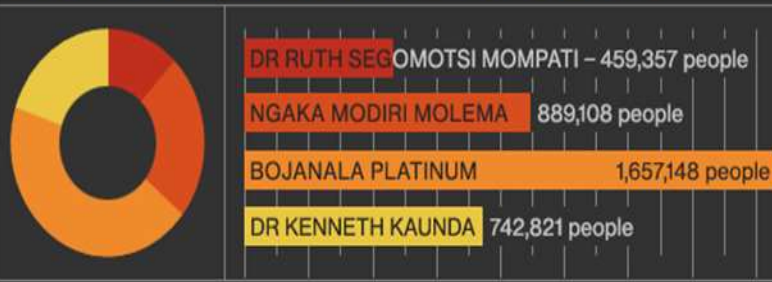 DR RUTH SEGOMOTSI MOMPATI – 459,357 people
NGAKA MODIRI MOLEMA 889,108 people
BOJANALA PLATINUM 1,657,148 people
DR KENNETH KAUNDA 742,821 people